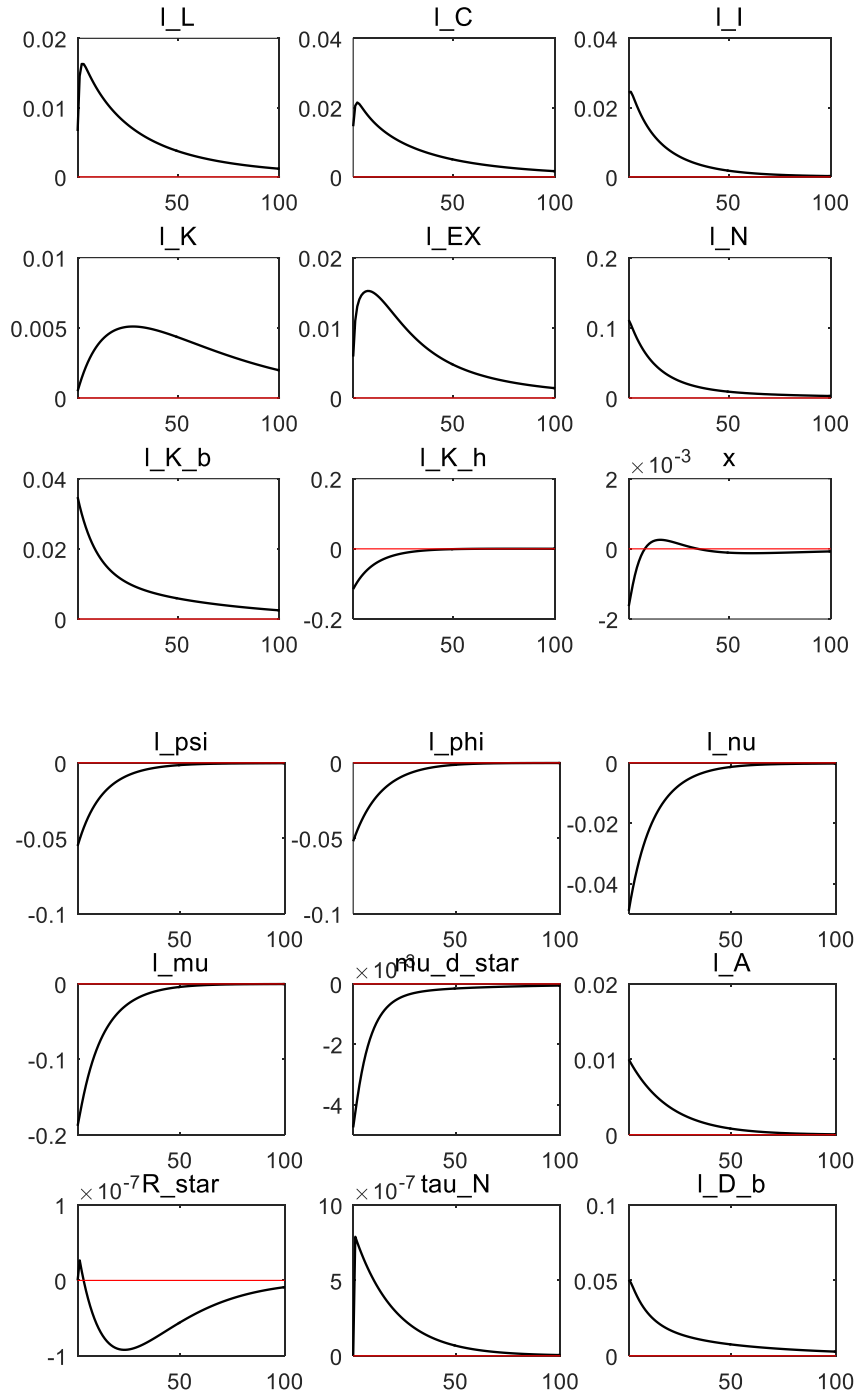 l_L l_C l_I
0.02 0.04 0.04
0.01 0.02 0.02
0 0 0
50 100 50 100 50 100
l_K l_EX l_N
0.01 0.02 0.2
0.005 0.01 0.1
0 0 0
50 100 50 100 50 100
l_K_b l_K_h ×10⁻³ x
0.04 0.2 2
0.02 0 0
0 -0.2 -2
50 100 50 100 50 100
l_psi l_phi l_nu
0 0 0
-0.05 -0.05 -0.02
-0.04
-0.1 -0.1
50 100 50 100 50 100
l_mu ×10⁻³ mu_d_star l_A
0 0 0.02
-0.1 -2 0.01
-4
-0.2 0
50 100 50 100 50 100
×10⁻⁷ R_star ×10⁻⁷ tau_N l_D_b
1 10 0.1
0 5 0.05
-1 0 0
50 100 50 100 50 100